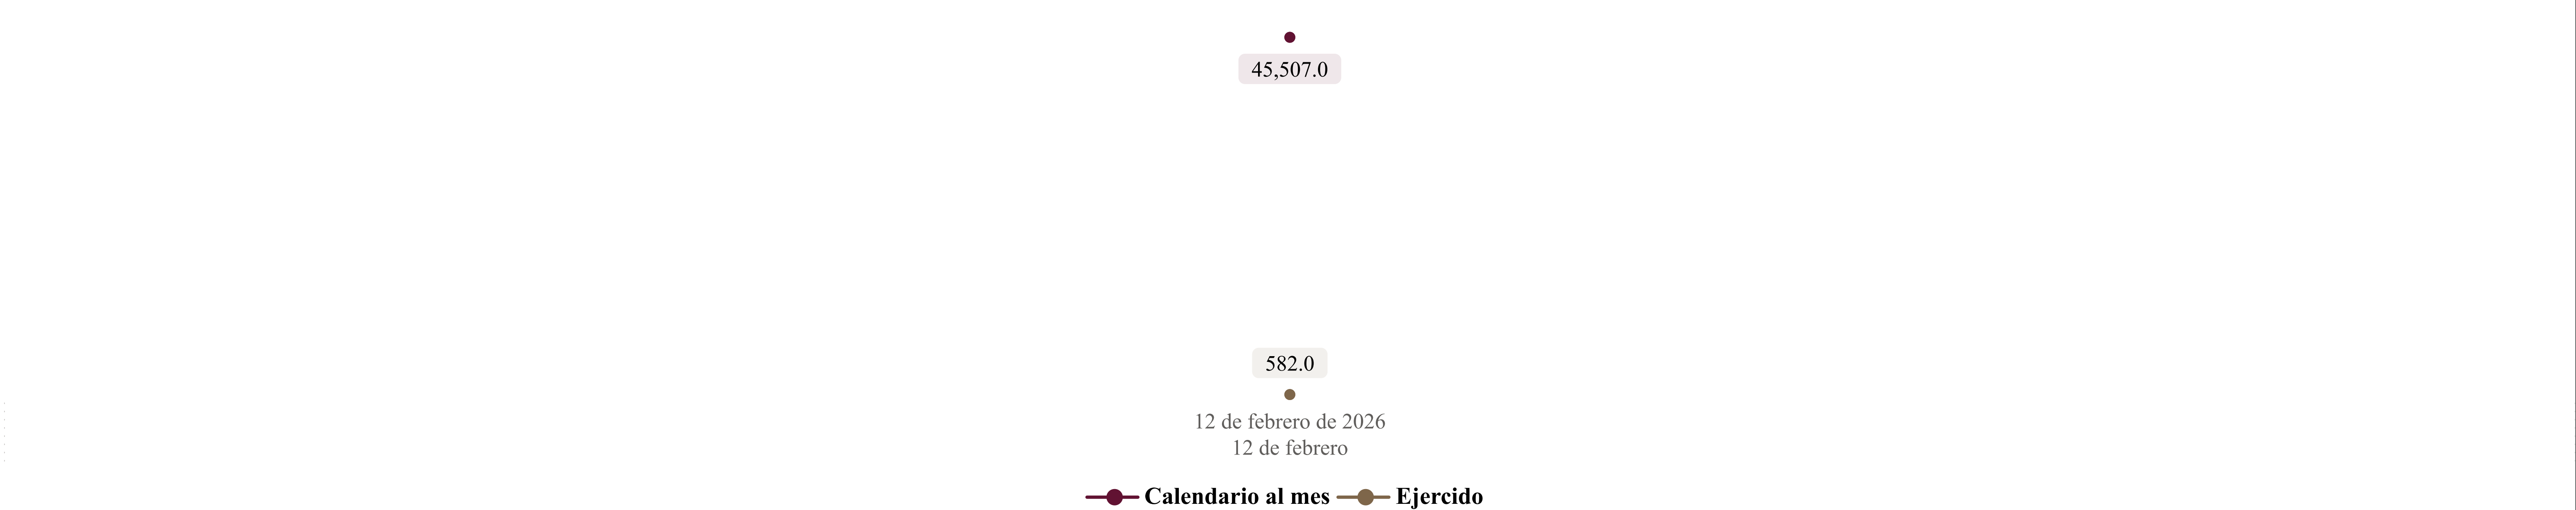 45,507.0
582.0
12 de febrero de 2026
12 de febrero
Calendario al mes Ejercido